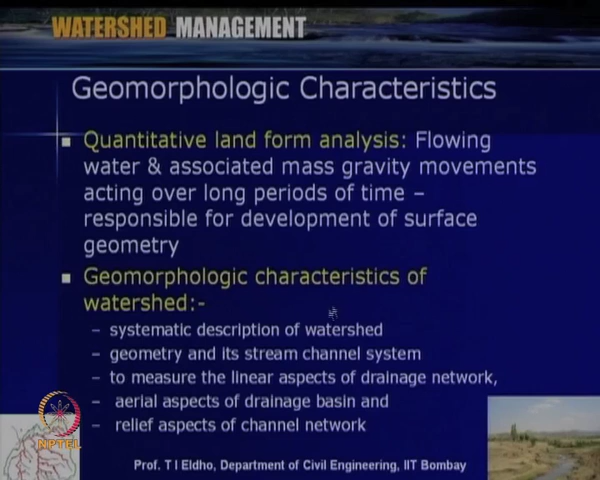 WATERSHED MANAGEMENT
Geomorphologic Characteristics
Quantitative land form analysis: Flowing
water & associated mass gravity movements
acting over long periods of time –
responsible for development of surface
geometry
Geomorphologic characteristics of
watershed:-
– systematic description of watershed
– geometry and its stream channel system
– to measure the linear aspects of drainage network,
– aerial aspects of drainage basin and
– relief aspects of channel network
NPTEL
Prof. T I Eldho, Department of Civil Engineering, IIT Bombay